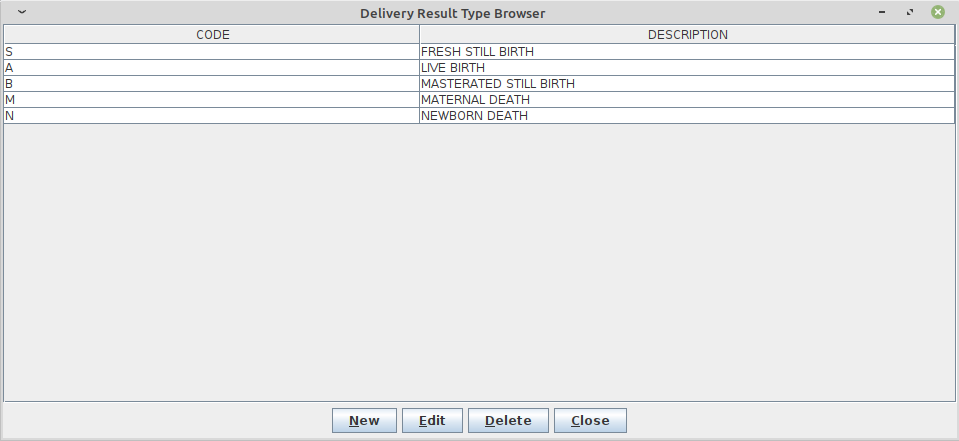 Delivery Result Type Browser
CODE DESCRIPTION
S FRESH STILL BIRTH
A LIVE BIRTH
B MASTERATED STILL BIRTH
M MATERNAL DEATH
N NEWBORN DEATH
New Edit Delete Close